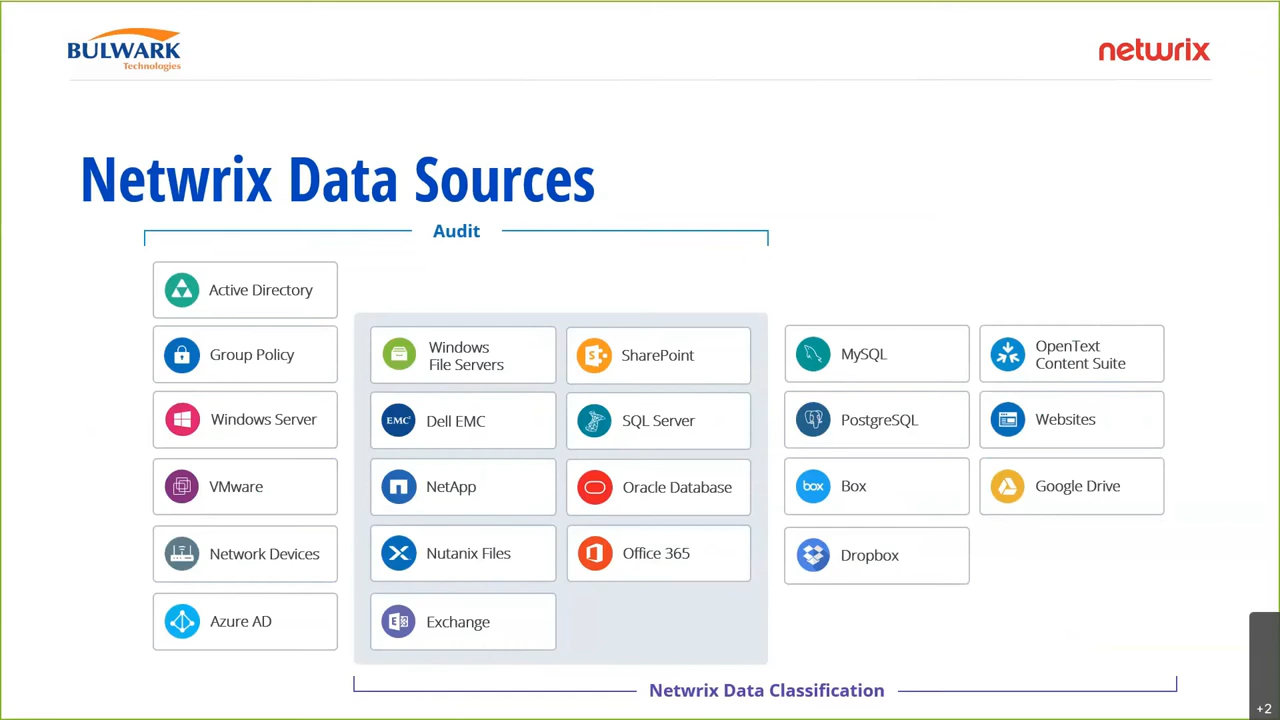 BULWARK
Technologies
netwrix
Netwrix Data Sources
Audit
Active Directory
Group Policy
Windows Server
VMware
Network Devices
Azure AD
Windows
File Servers
EMC²
Dell EMC
NetApp
Nutanix Files
Exchange
S
SharePoint
SQL Server
Oracle Database
Office 365
MySQL
PostgreSQL
box
Box
Dropbox
OpenText
Content Suite
Websites
Google Drive
Netwrix Data Classification
+2